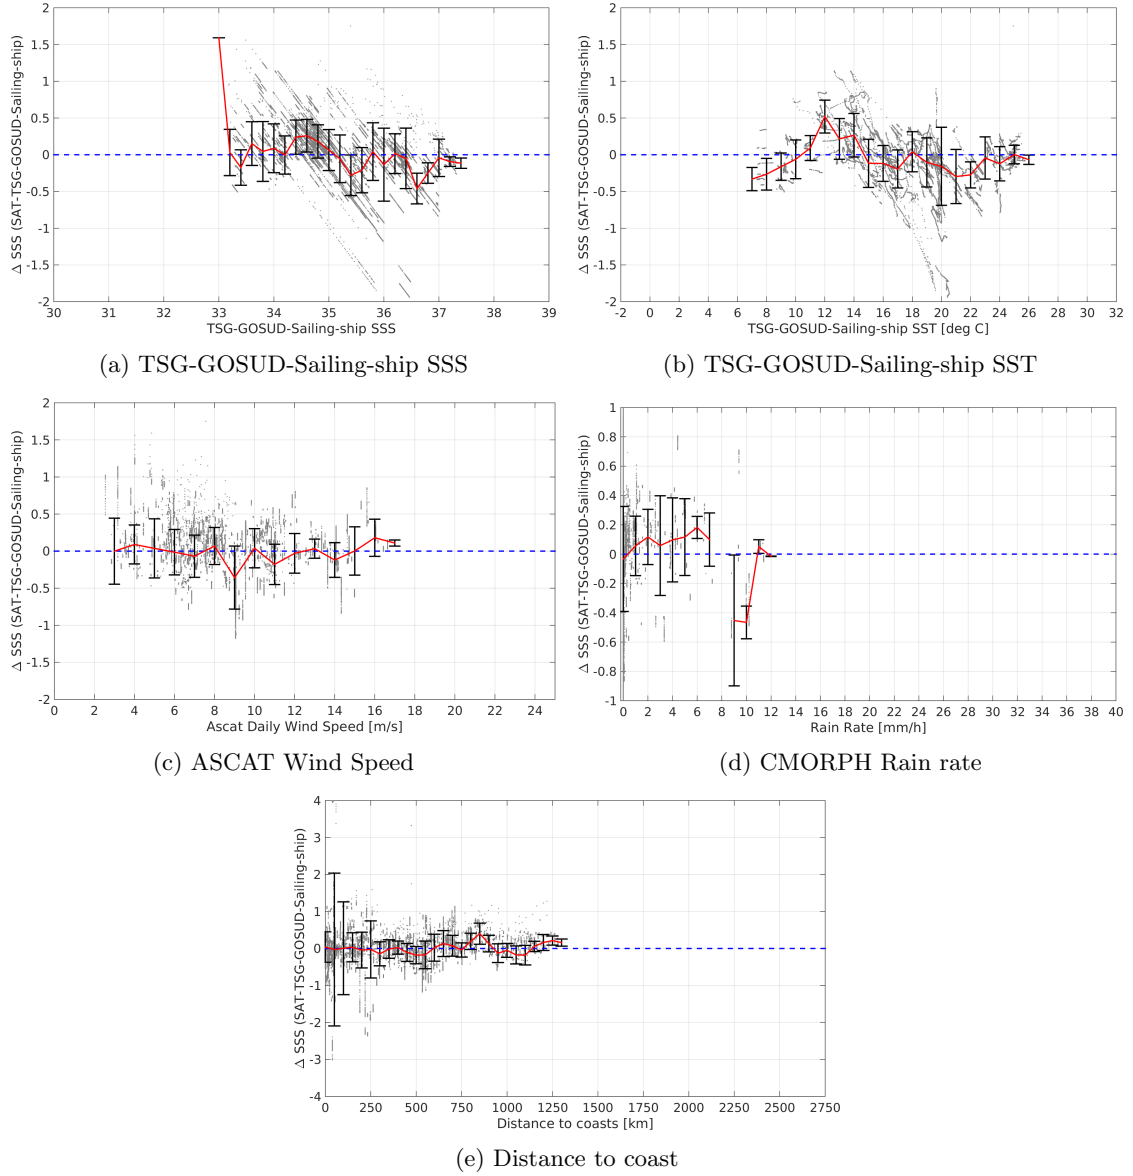 2
1.5
1
0.5
0
-0.5
-1
-1.5
-2
30 31 32 33 34 35 36 37 38 39
TSG-GOSUD-Sailing-ship SSS
Δ SSS (SAT-TSG-GOSUD-Sailing-ship)
(a) TSG-GOSUD-Sailing-ship SSS
2
1.5
1
0.5
0
-0.5
-1
-1.5
-2
-2 0 2 4 6 8 10 12 14 16 18 20 22 24 26 28 30 32
TSG-GOSUD-Sailing-ship SST [deg C]
Δ SSS (SAT-TSG-GOSUD-Sailing-ship)
(b) TSG-GOSUD-Sailing-ship SST
2
1.5
1
0.5
0
-0.5
-1
-1.5
-2
0 2 4 6 8 10 12 14 16 18 20 22 24
Ascat Daily Wind Speed [m/s]
Δ SSS (SAT-TSG-GOSUD-Sailing-ship)
(c) ASCAT Wind Speed
1
0.8
0.6
0.4
0.2
0
-0.2
-0.4
-0.6
-0.8
-1
0 2 4 6 8 10 12 14 16 18 20 22 24 26 28 30 32 34 36 38 40
Rain Rate [mm/h]
Δ SSS (SAT-TSG-GOSUD-Sailing-ship)
(d) CMORPH Rain rate
4
3
2
1
0
-1
-2
-3
-4
0 250 500 750 1000 1250 1500 1750 2000 2250 2500 2750
Distance to coasts [km]
Δ SSS (SAT-TSG-GOSUD-Sailing-ship)
(e) Distance to coast